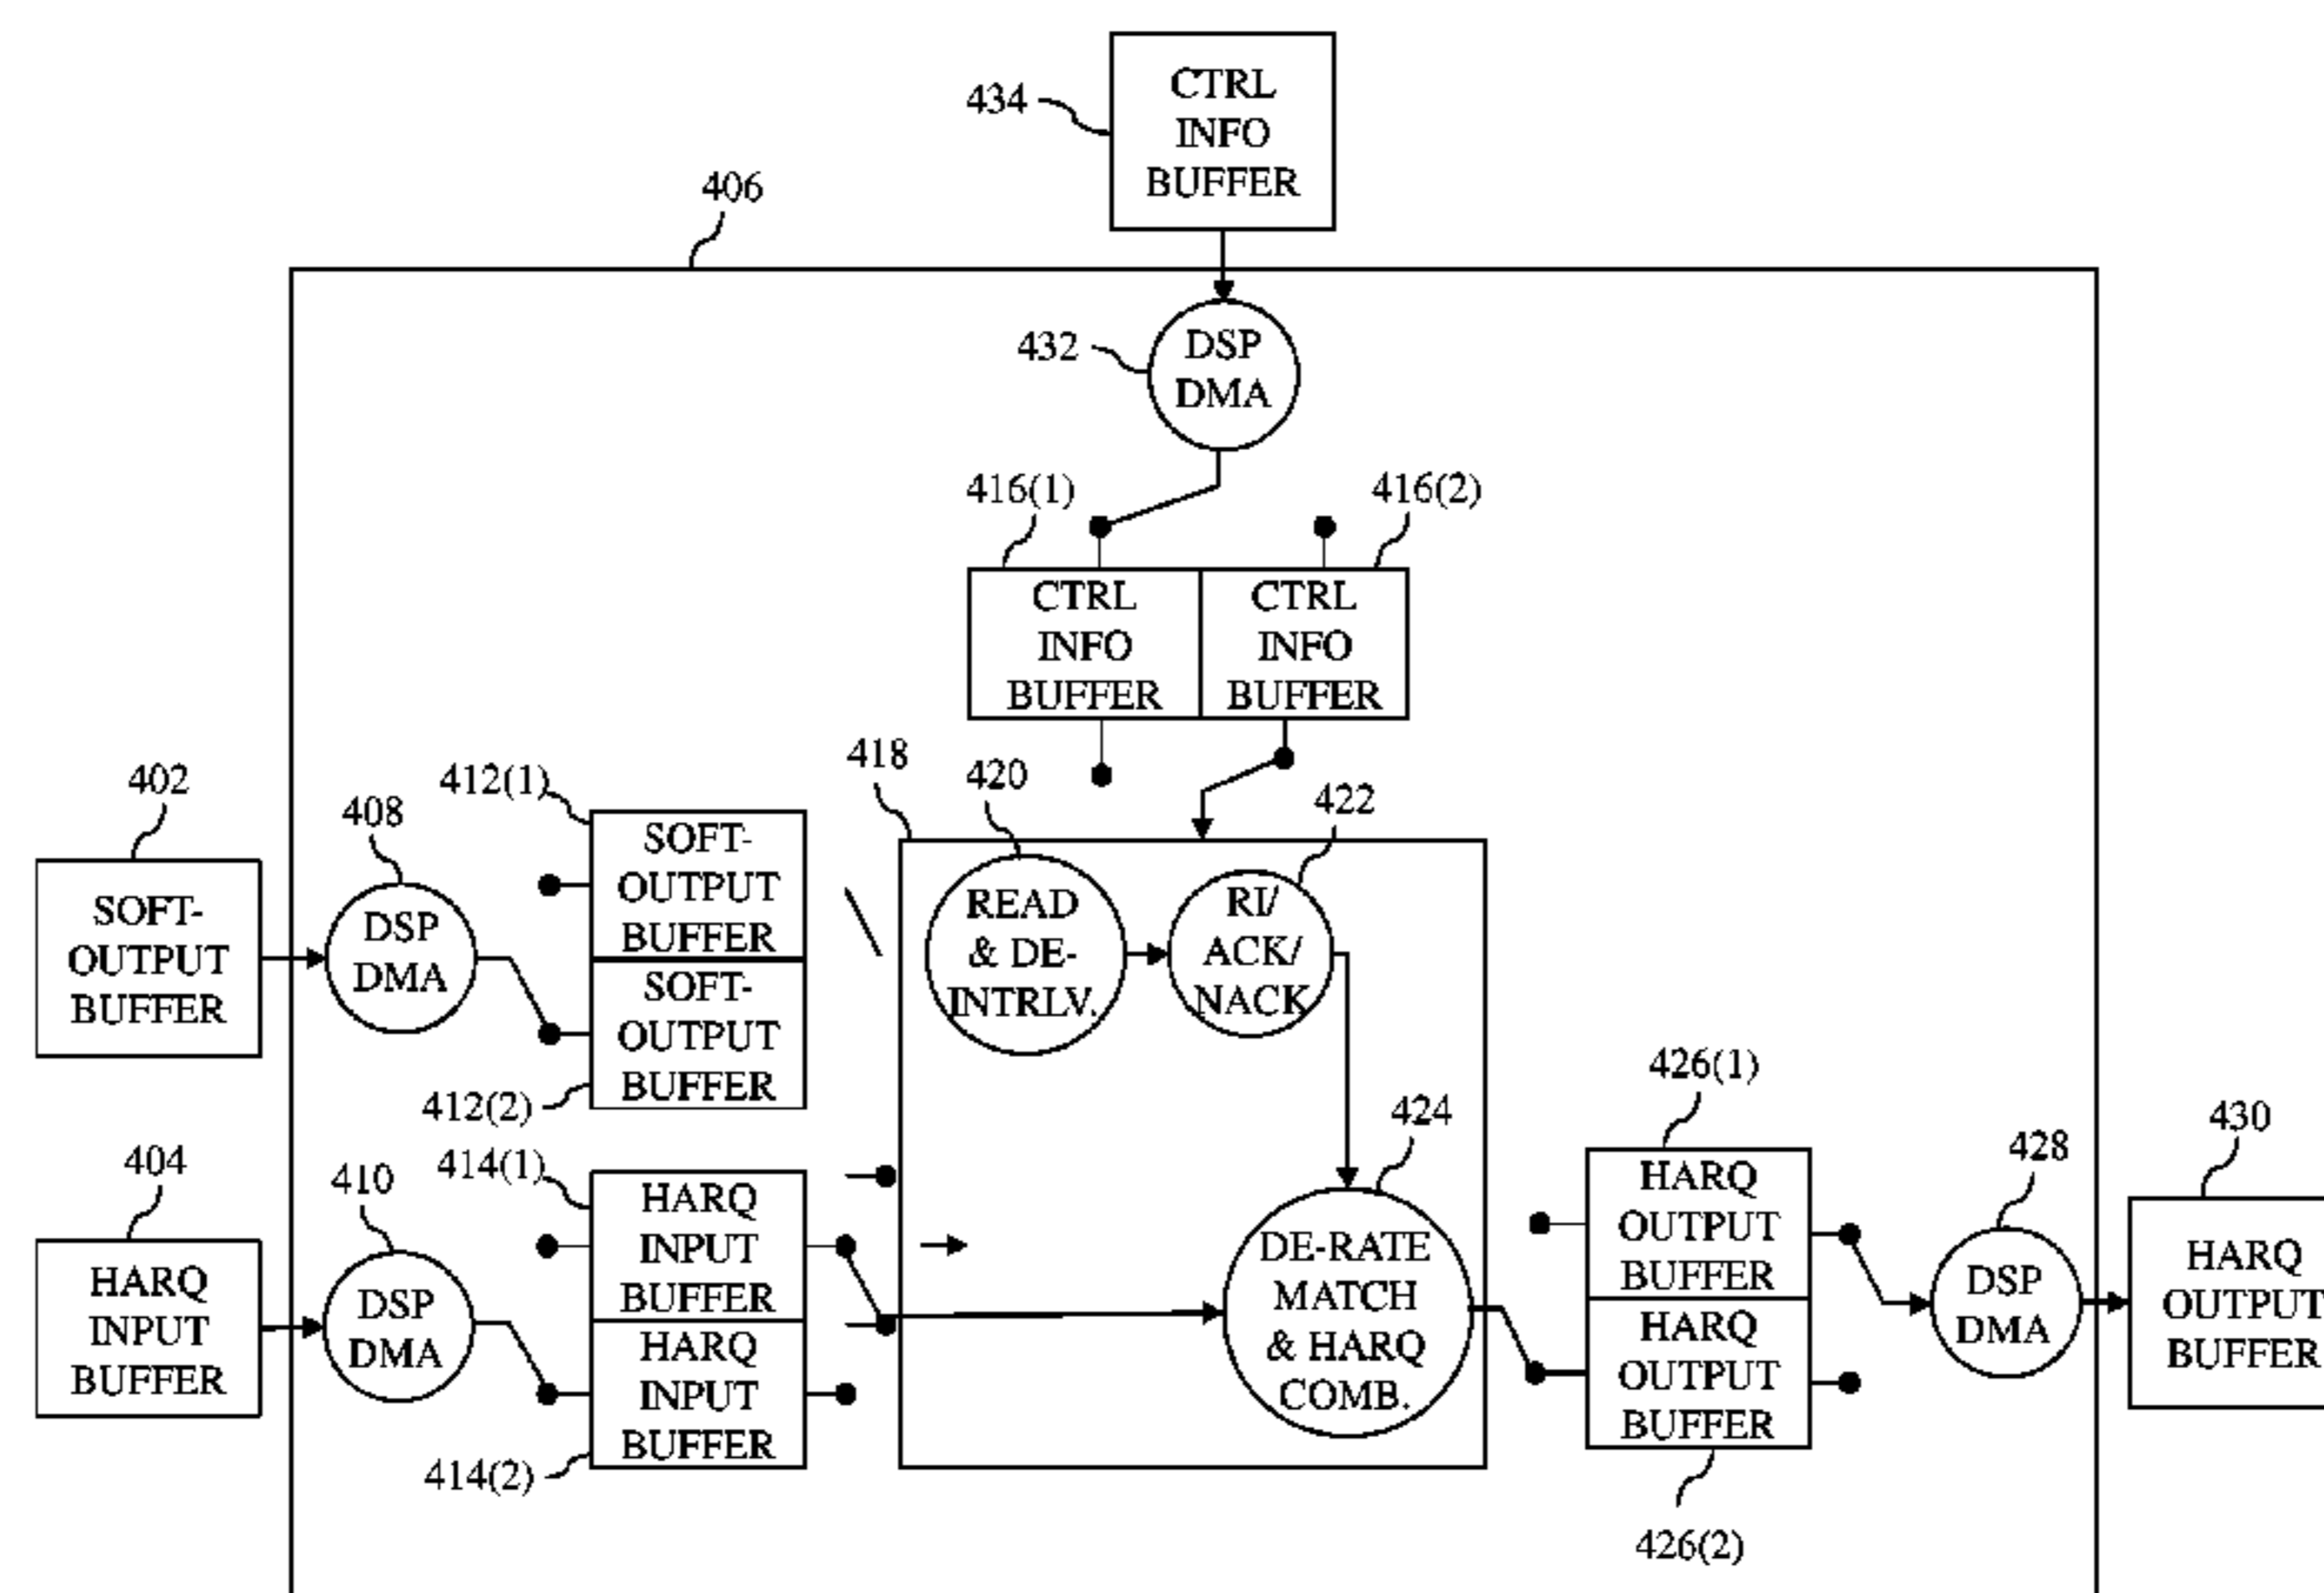 434
CTRL
INFO
BUFFER
406
432
DSP
DMA
416(1)
416(2)
CTRL
INFO
BUFFER
CTRL
INFO
BUFFER
402
SOFT-
OUTPUT
BUFFER
408
DSP
DMA
412(1)
SOFT-
OUTPUT
BUFFER
SOFT-
OUTPUT
BUFFER
412(2)
418
420
READ
& DE-
INTRLV.
422
RI/
ACK/
NACK
404
HARQ
INPUT
BUFFER
410
DSP
DMA
414(1)
HARQ
INPUT
BUFFER
HARQ
INPUT
BUFFER
414(2)
424
DE-RATE
MATCH
& HARQ
COMB.
426(1)
HARQ
OUTPUT
BUFFER
HARQ
OUTPUT
BUFFER
426(2)
428
DSP
DMA
430
HARQ
OUTPUT
BUFFER